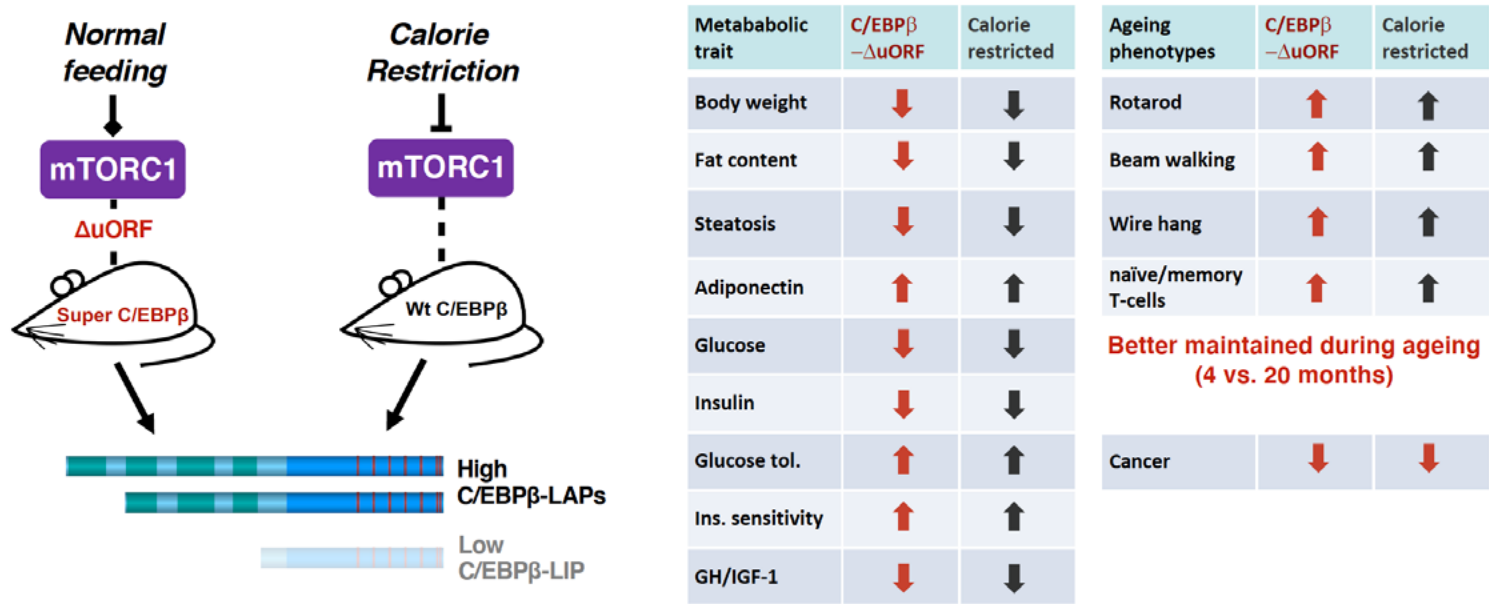 Normal
feeding
mTORC1
ΔuORF
Super C/EBPβ
Calorie
Restriction
mTORC1
Wt C/EBPβ
High
C/EBPβ-LAPs
Low
C/EBPβ-LIP
Metababolic
trait
C/EBPβ
–ΔuORF
Calorie
restricted
Body weight
Fat content
Steatosis
Adiponectin
Glucose
Insulin
Glucose tol.
Ins. sensitivity
GH/IGF-1
Ageing
phenotypes
C/EBPβ
–ΔuORF
Calorie
restricted
Rotarod
Beam walking
Wire hang
naïve/memory
T-cells
Better maintained during ageing
(4 vs. 20 months)
Cancer